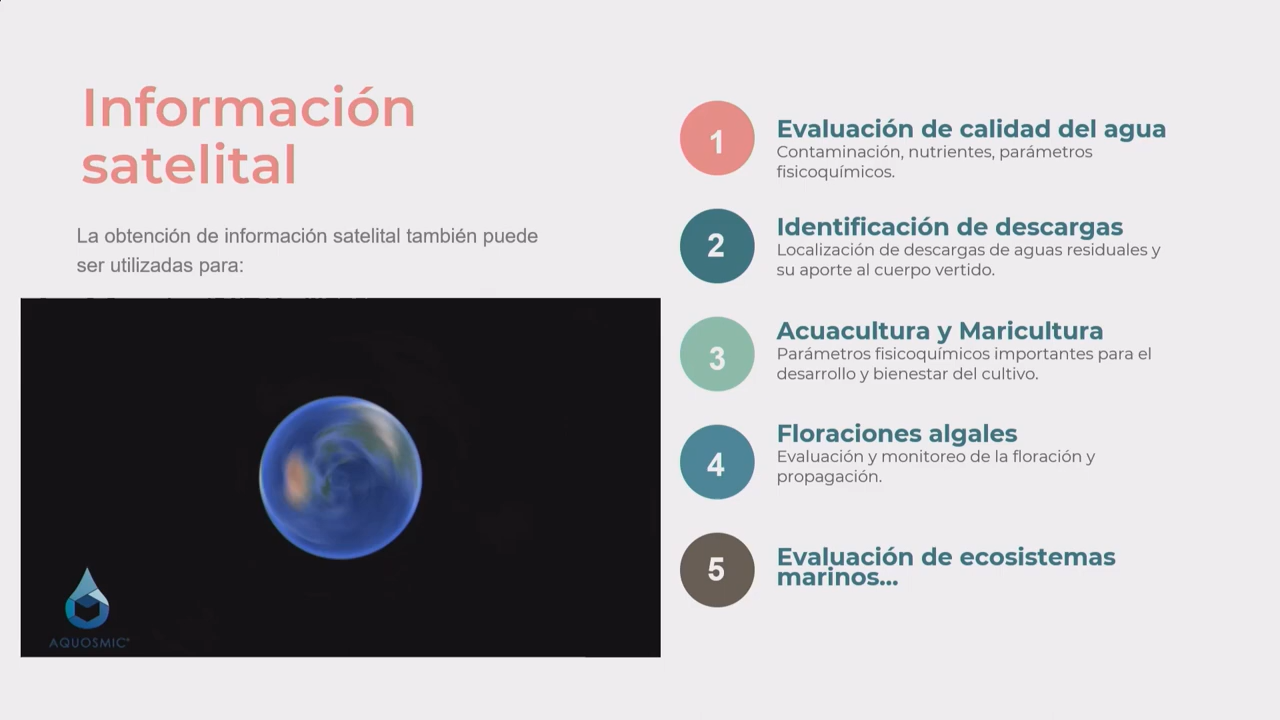 Información
satelital
La obtención de información satelital también puede
ser utilizadas para:
1
Evaluación de calidad del agua
Contaminación, nutrientes, parámetros
fisicoquímicos.
2
Identificación de descargas
Localización de descargas de aguas residuales y
su aporte al cuerpo vertido.
3
Acuacultura y Maricultura
Parámetros fisicoquímicos importantes para el
desarrollo y bienestar del cultivo.
4
Floraciones algales
Evaluación y monitoreo de la floración y
propagación.
5
Evaluación de ecosistemas
marinos...
AQUOSMIC®